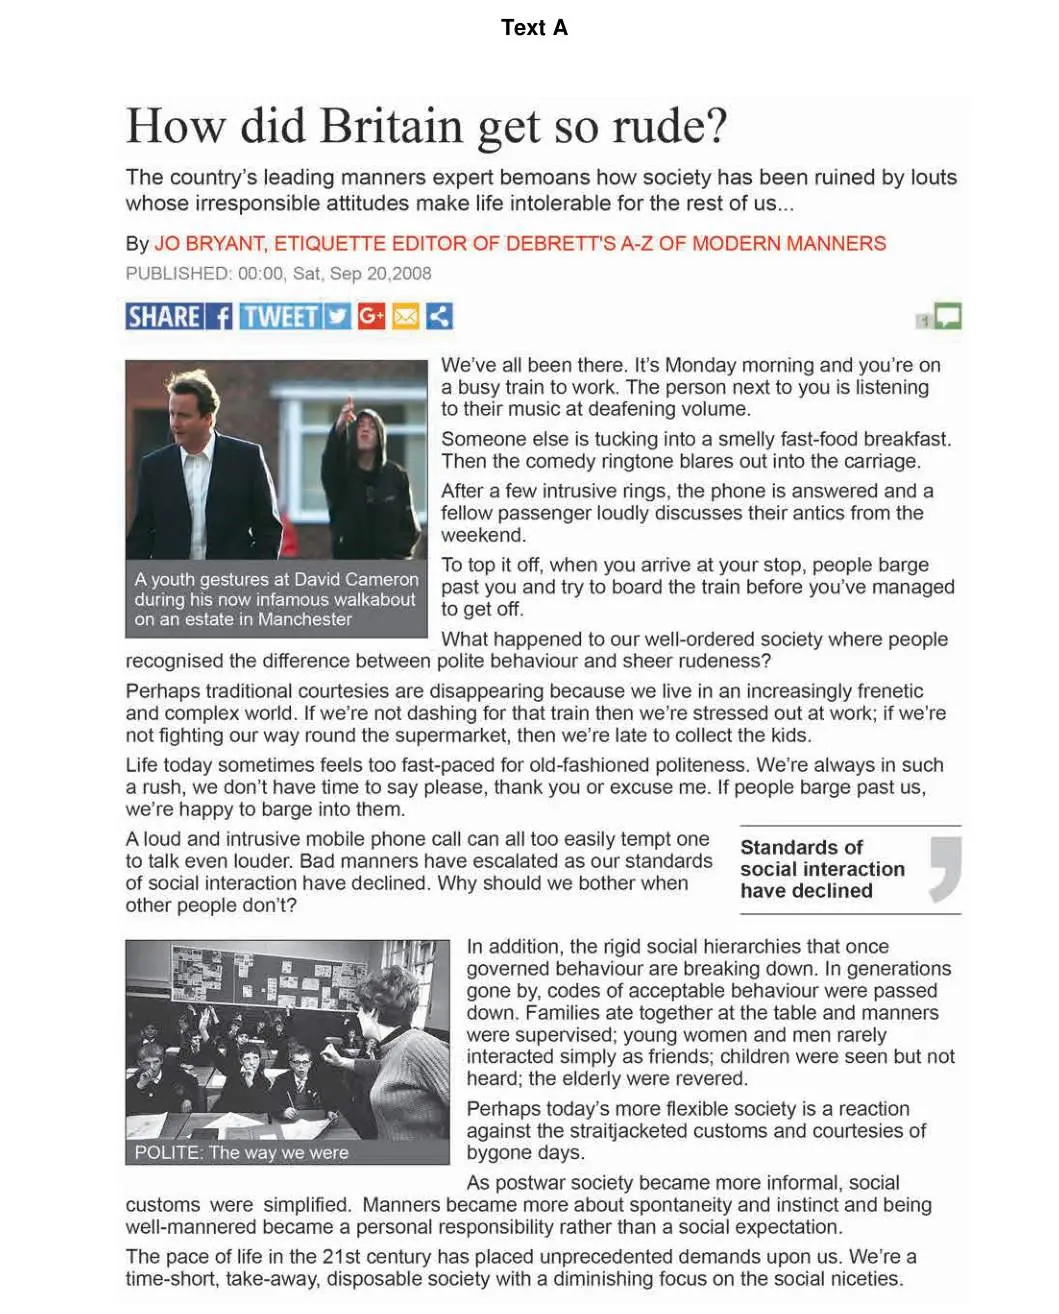 Text A
How did Britain get so rude?
The country's leading manners expert bemoans how society has been ruined by louts
whose irresponsible attitudes make life intolerable for the rest of us...
By JO BRYANT, ETIQUETTE EDITOR OF DEBRETT'S A-Z OF MODERN MANNERS
PUBLISHED: 00:00, Sat, Sep 20,2008
SHARE f TWEET G+
1
We've all been there. It's Monday morning and you're on
a busy train to work. The person next to you is listening
to their music at deafening volume.
Someone else is tucking into a smelly fast-food breakfast.
Then the comedy ringtone blares out into the carriage.
After a few intrusive rings, the phone is answered and a
fellow passenger loudly discusses their antics from the
weekend.
To top it off, when you arrive at your stop, people barge
past you and try to board the train before you've managed
to get off.
A youth gestures at David Cameron
during his now infamous walkabout
on an estate in Manchester
What happened to our well-ordered society where people
recognised the difference between polite behaviour and sheer rudeness?
Perhaps traditional courtesies are disappearing because we live in an increasingly frenetic
and complex world. If we're not dashing for that train then we're stressed out at work; if we're
not fighting our way round the supermarket, then we're late to collect the kids.
Life today sometimes feels too fast-paced for old-fashioned politeness. We're always in such
a rush, we don't have time to say please, thank you or excuse me. If people barge past us,
we're happy to barge into them.
A loud and intrusive mobile phone call can all too easily tempt one
to talk even louder. Bad manners have escalated as our standards
of social interaction have declined. Why should we bother when
other people don't?
Standards of
social interaction
have declined
In addition, the rigid social hierarchies that once
governed behaviour are breaking down. In generations
gone by, codes of acceptable behaviour were passed
down. Families ate together at the table and manners
were supervised; young women and men rarely
interacted simply as friends; children were seen but not
heard; the elderly were revered.
Perhaps today's more flexible society is a reaction
against the straitjacketed customs and courtesies of
bygone days.
POLITE: The way we were
As postwar society became more informal, social
customs were simplified. Manners became more about spontaneity and instinct and being
well-mannered became a personal responsibility rather than a social expectation.
The pace of life in the 21st century has placed unprecedented demands upon us. We're a
time-short, take-away, disposable society with a diminishing focus on the social niceties.